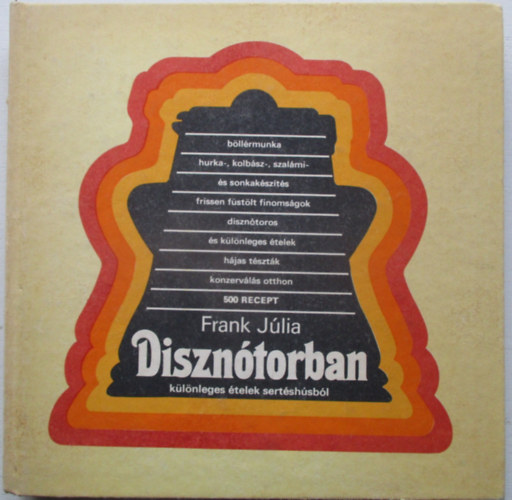 böllérmunka
hurka-, kolbász-, szalámi-
és sonkakészítés
frissen füstölt finomságok
disznótoros
és különleges ételek
hájas tészták
konzerválás otthon
500 RECEPT
Frank Júlia
Disznótorban
különleges ételek sertéshúsból